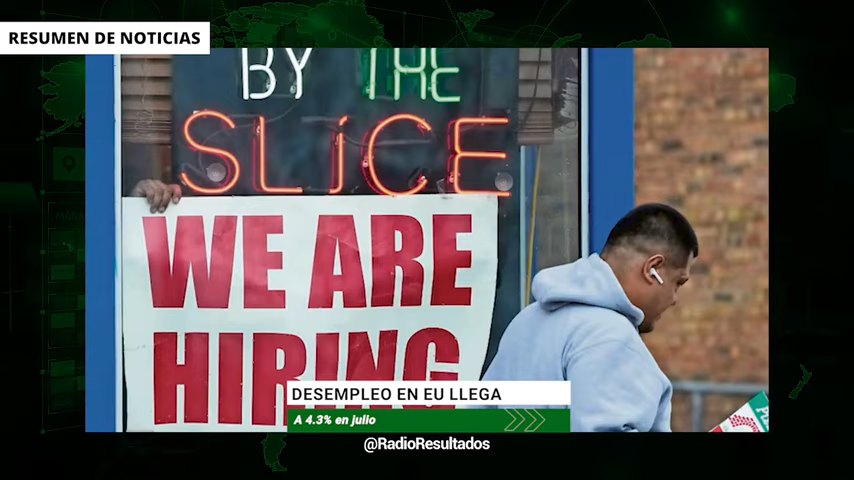 RESUMEN DE NOTICIAS
BY THE
SLICE
WE ARE
HIRING
DESEMPLEO EN EU LLEGA
A 4.3% en julio
@RadioResultados